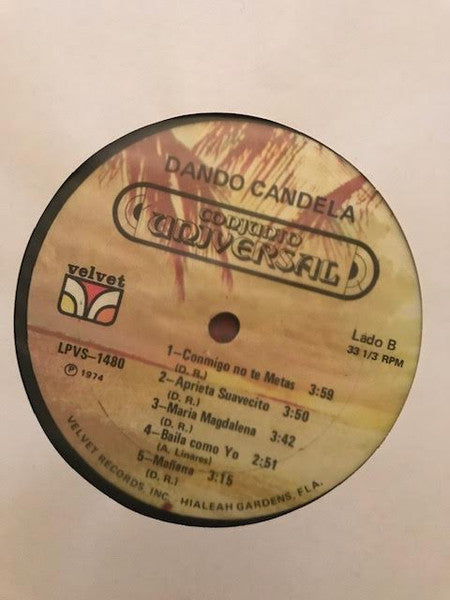 DANDO CANDELA
CONJUNTO
UNIVERSAL
velvet
LPVS-1480
℗ 1974
Lado B
33 1/3 RPM
1-Conmigo no te Metas 3:59
(D. R.)
2-Aprieta Suavecito 3:50
(D. R.)
3-Maria Magdalena 3:42
(D. R.)
4-Baila como Yo 2:51
(A. Linares)
5-Mañana 3:15
(D. R.)
VELVET RECORDS, INC. HIALEAH GARDENS, FLA.